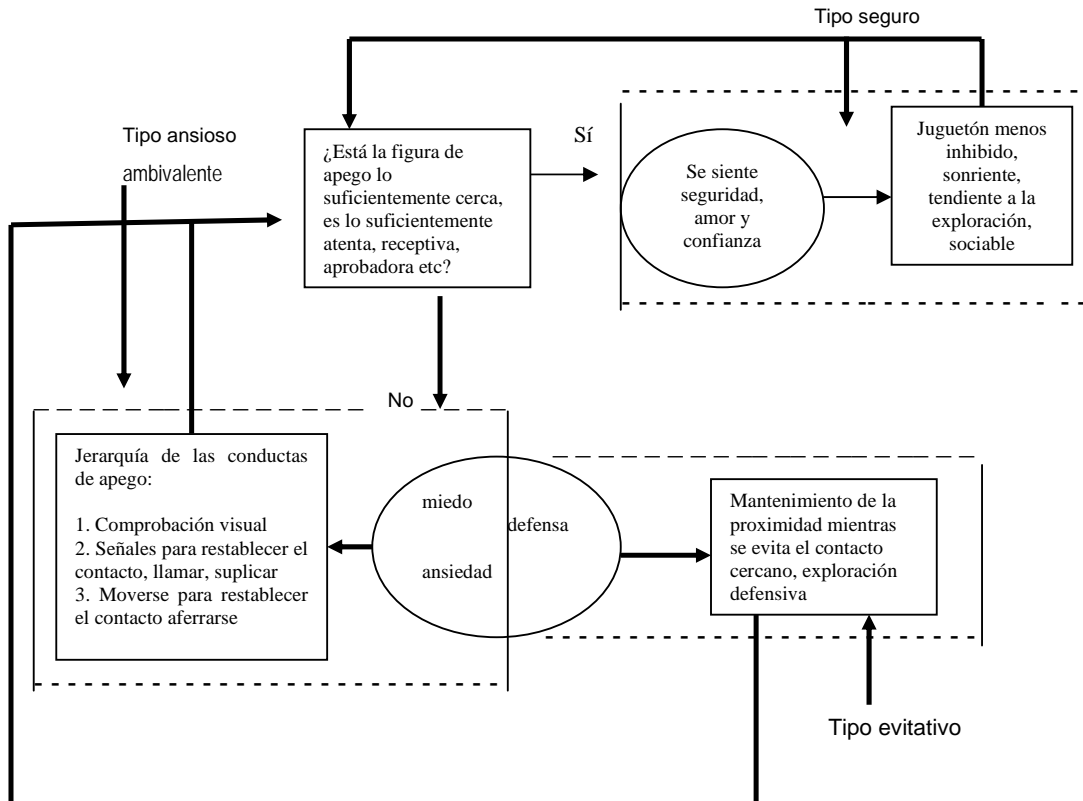 Tipo seguro
Tipo ansioso
ambivalente
¿Está la figura de
apego lo
suficientemente cerca,
es lo suficientemente
atenta, receptiva,
aprobadora etc?
Sí
Se siente
seguridad,
amor y
confianza
Juguetón menos
inhibido,
sonriente,
tendiente a la
exploración,
sociable
No
Jerarquía de las conductas
de apego:
1. Comprobación visual
2. Señales para restablecer el
contacto, llamar, suplicar
3. Moverse para restablecer
el contacto aferrarse
miedo
defensa
ansiedad
Mantenimiento de la
proximidad mientras
se evita el contacto
cercano, exploración
defensiva
Tipo evitativo